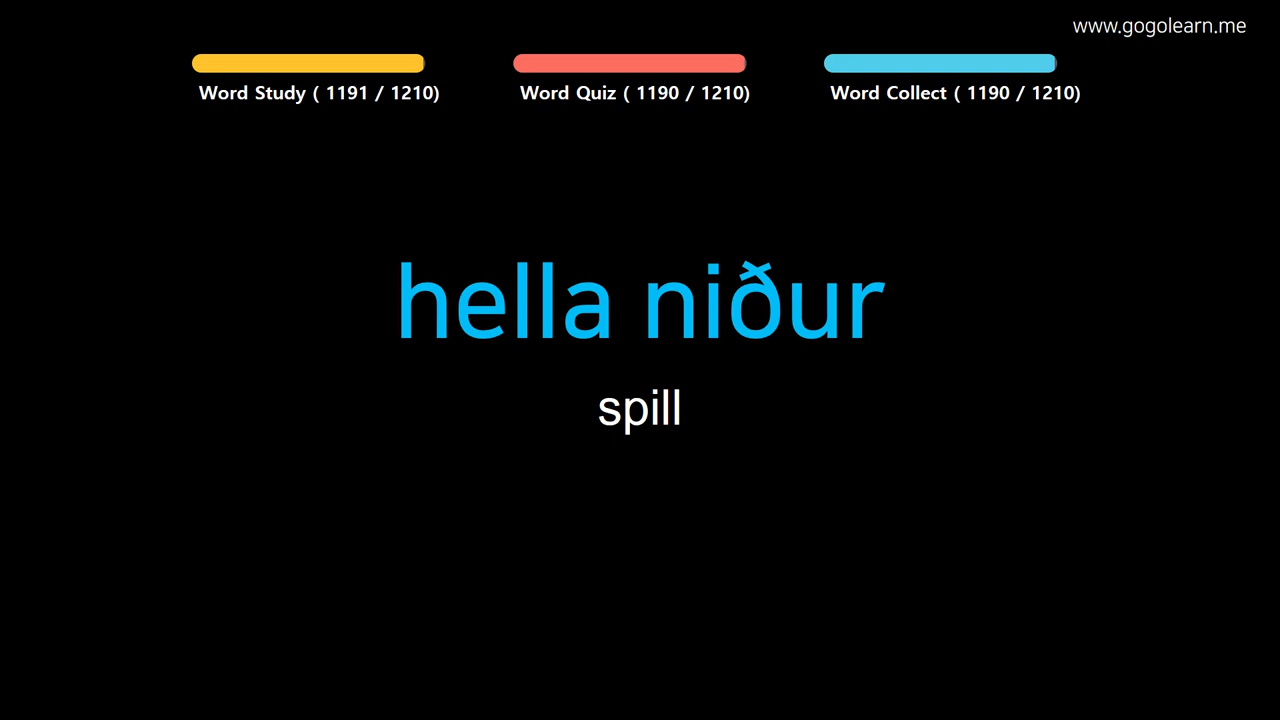 www.gogolearn.me
Word Study ( 1191 / 1210)
Word Quiz ( 1190 / 1210)
Word Collect ( 1190 / 1210)
hella niður
spill